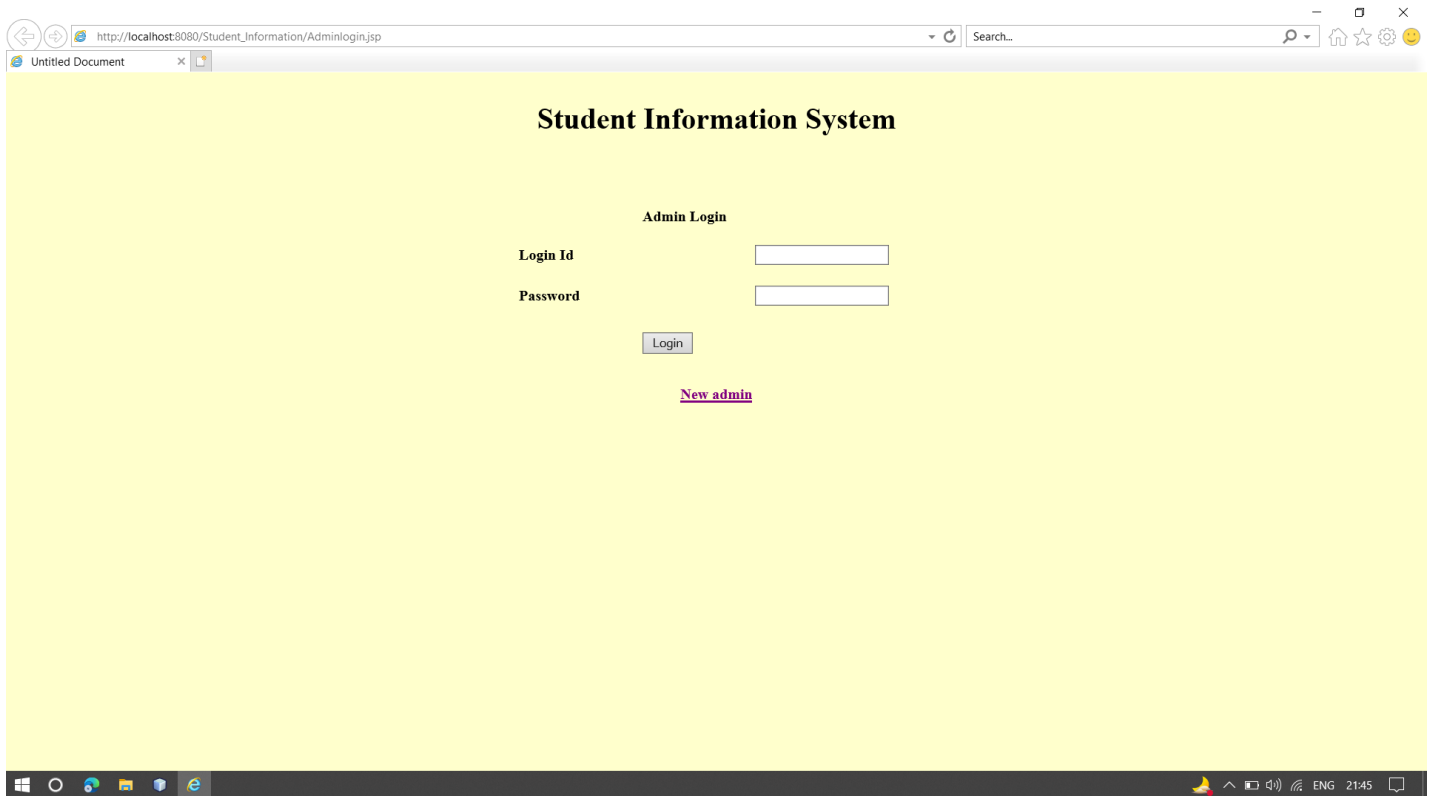 http://localhost:8080/Student_Information/Adminlogin.jsp
Search...
Untitled Document
Student Information System
Admin Login
Login Id
Password
Login
New admin
ENG 21:45